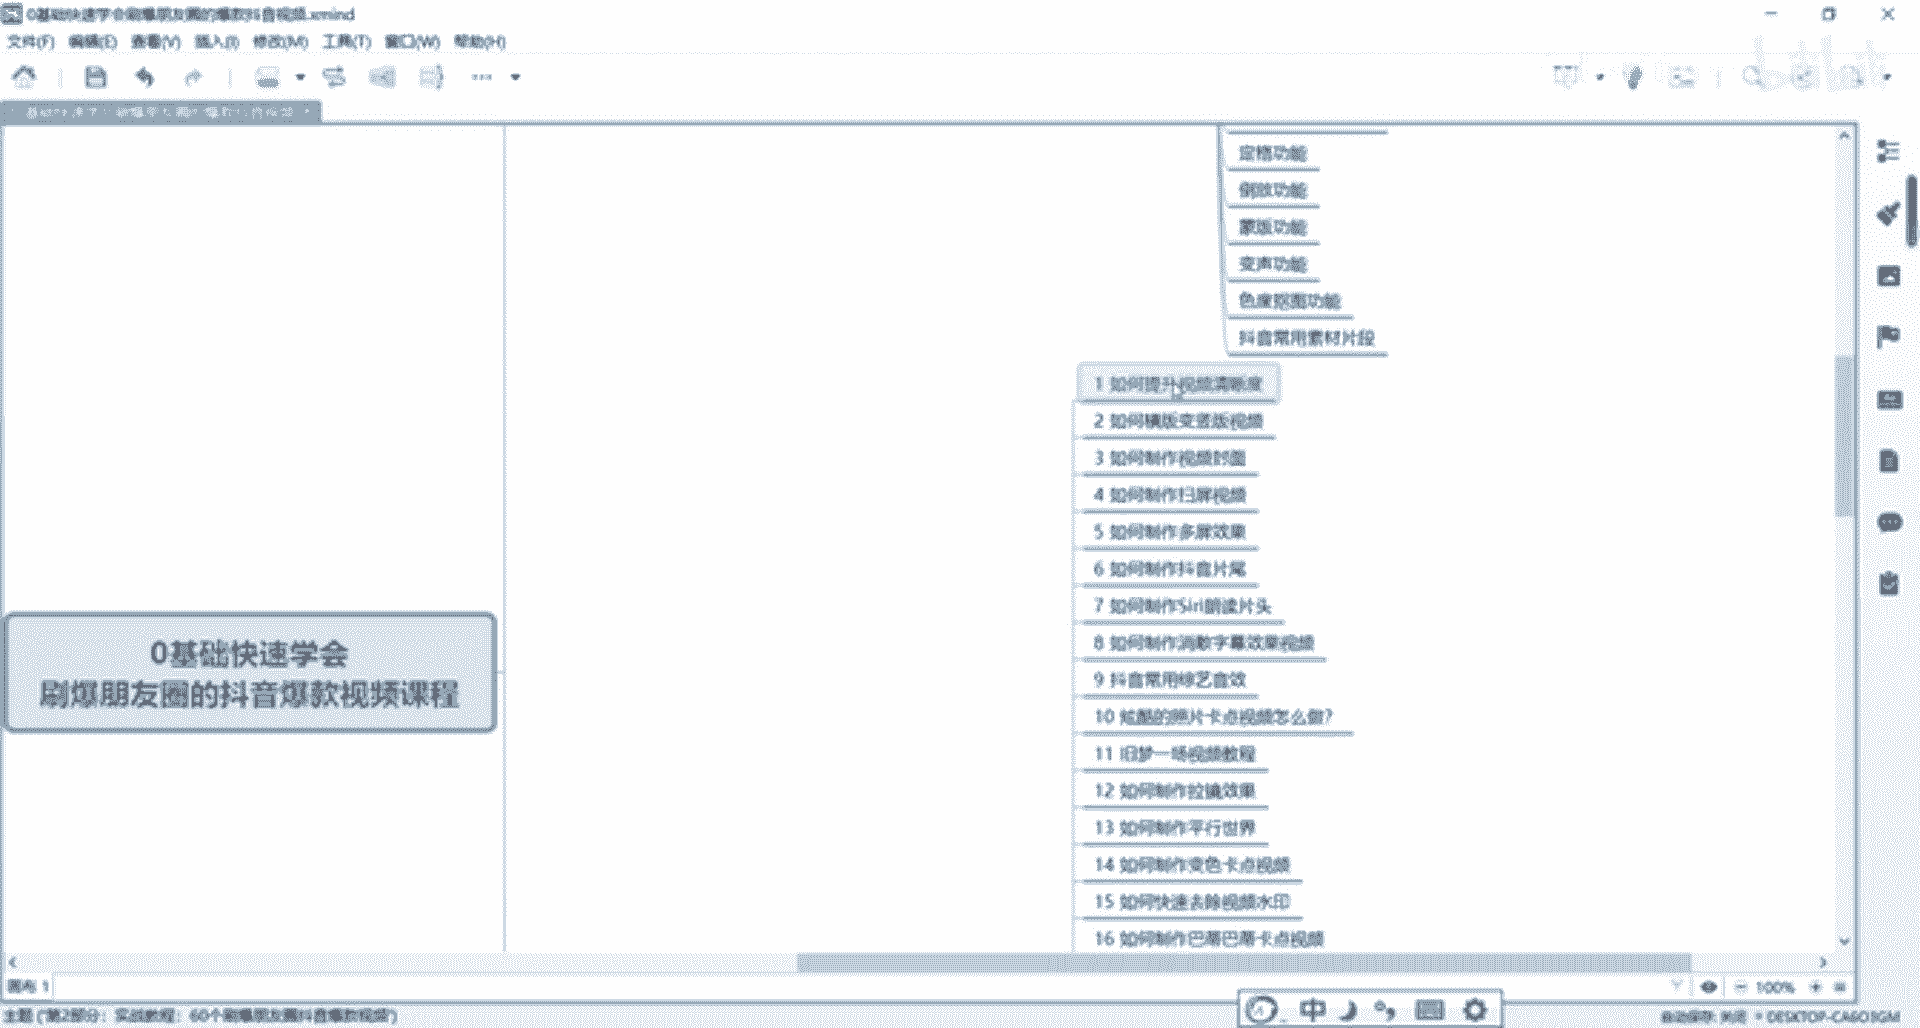 0基础快速学会刷爆朋友圈的爆款抖音视频.xmind
文件(F) 编辑(E) 查看(V) 插入(I) 修改(M) 工具(T) 窗口(W) 帮助(H)
定格功能
倒放功能
蒙版功能
变声功能
色度抠图功能
抖音常用素材片段
1 如何提升视频清晰度
2 如何横版变竖版视频
3 如何制作视频封面
4 如何制作扫屏视频
5 如何制作多屏效果
6 如何制作抖音片尾
7 如何制作Siri朗读片头
8 如何制作消散字幕效果视频
9 抖音常用综艺音效
10 炫酷的照片卡点视频怎么做?
11 旧梦一场视频教程
12 如何制作拉镜效果
13 如何制作平行世界
14 如何制作变色卡点视频
15 如何快速去除视频水印
16 如何制作巴蒂巴蒂卡点视频
0基础快速学会
刷爆朋友圈的抖音爆款视频课程
画布 1
100%
中
主题 ("第2部分：实战教程：60个刷爆朋友圈抖音爆款视频")
自动保存: 关闭 DESKTOP-CA6O3GM